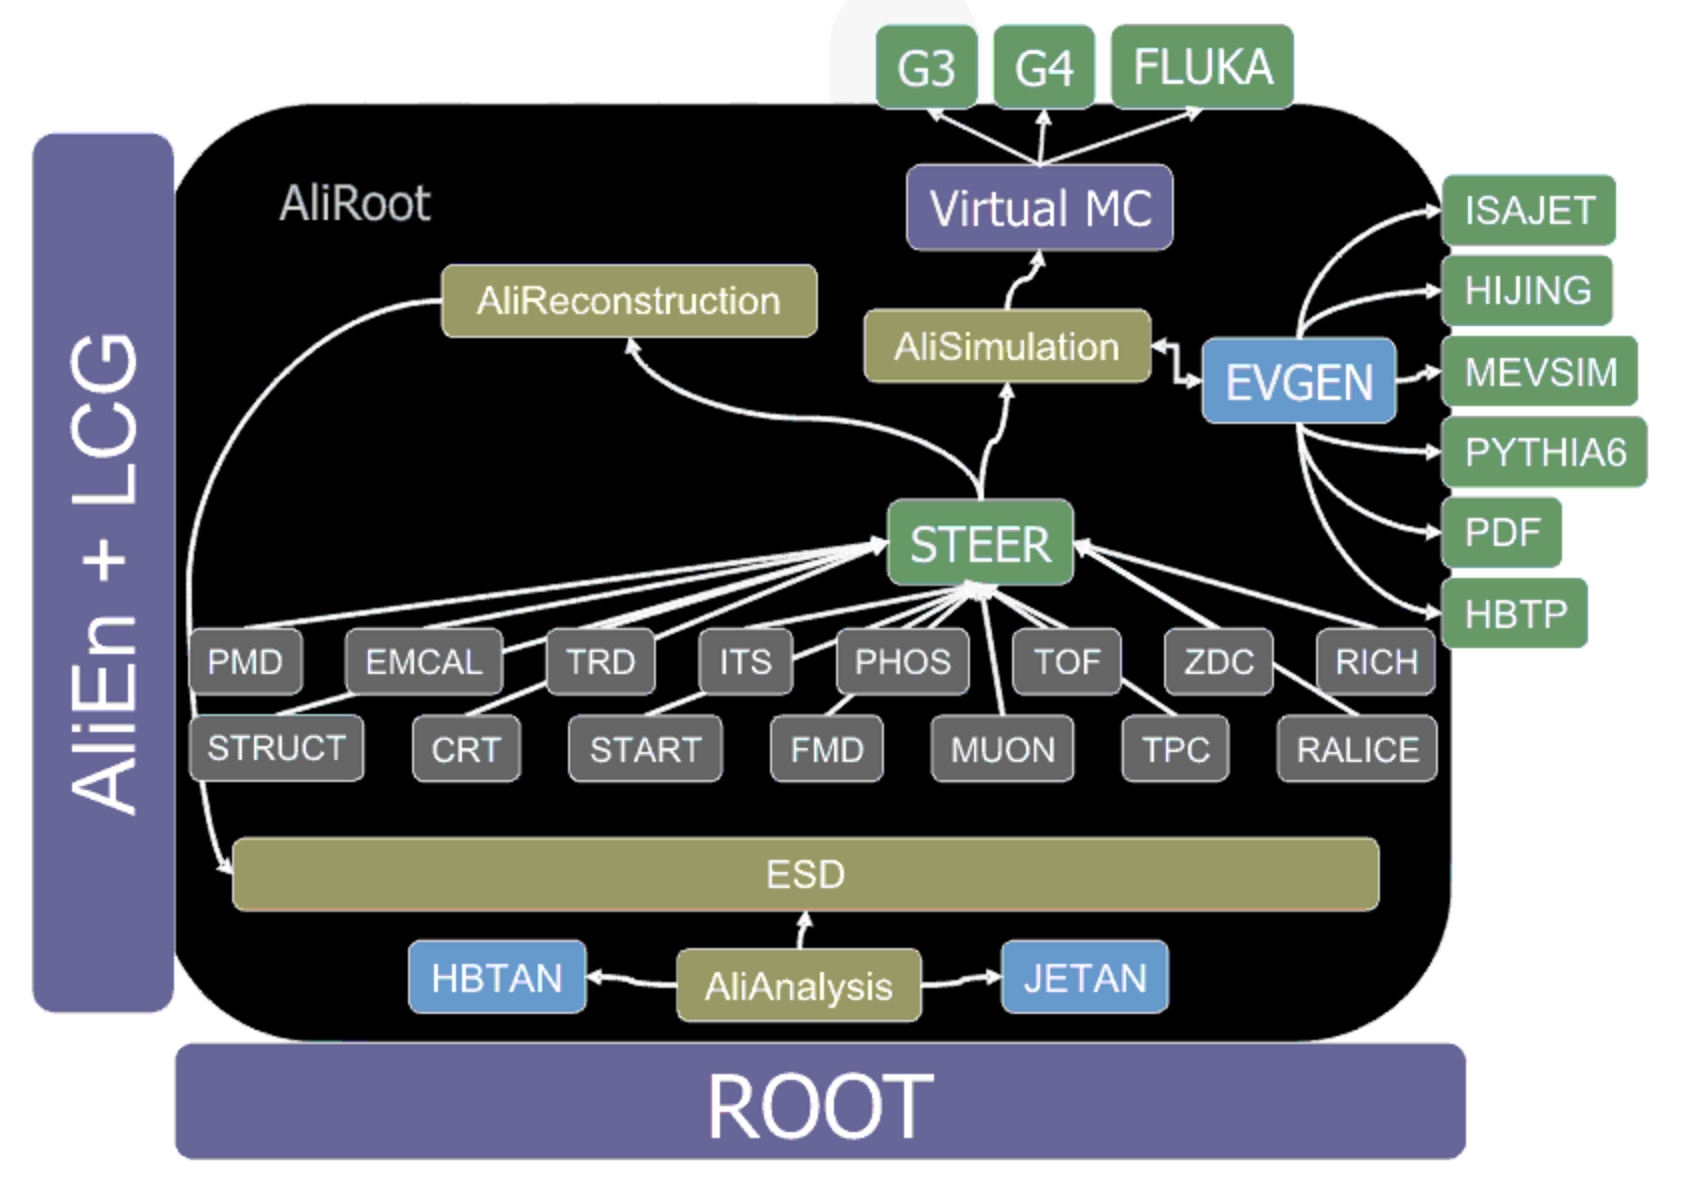 G3 G4 FLUKA
AliRoot
Virtual MC
ISAJET
AliReconstruction
HIJING
AliSimulation
EVGEN
MEVSIM
PYTHIA6
STEER
PDF
HBTP
PMD EMCAL TRD ITS PHOS TOF ZDC RICH
STRUCT CRT START FMD MUON TPC RALICE
ESD
HBTAN AliAnalysis JETAN
AliEn + LCG
ROOT